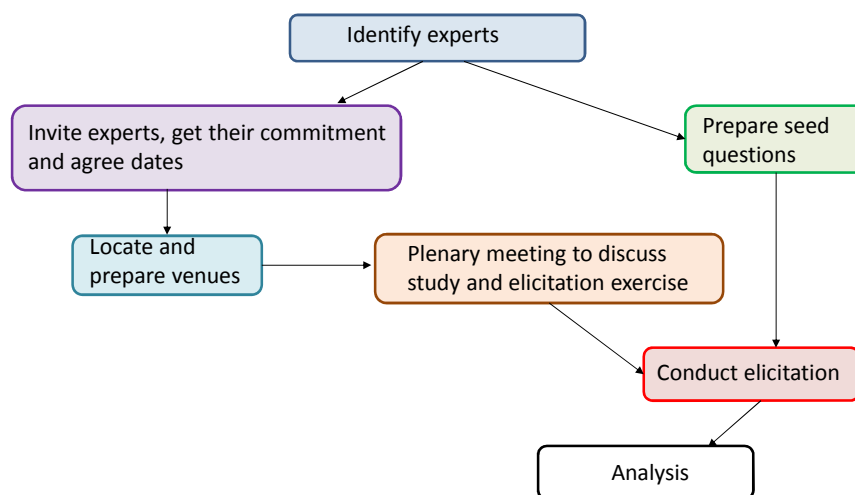 Identify experts
Invite experts, get their commitment
and agree dates
Prepare seed
questions
Locate and
prepare venues
Plenary meeting to discuss
study and elicitation exercise
Conduct elicitation
Analysis